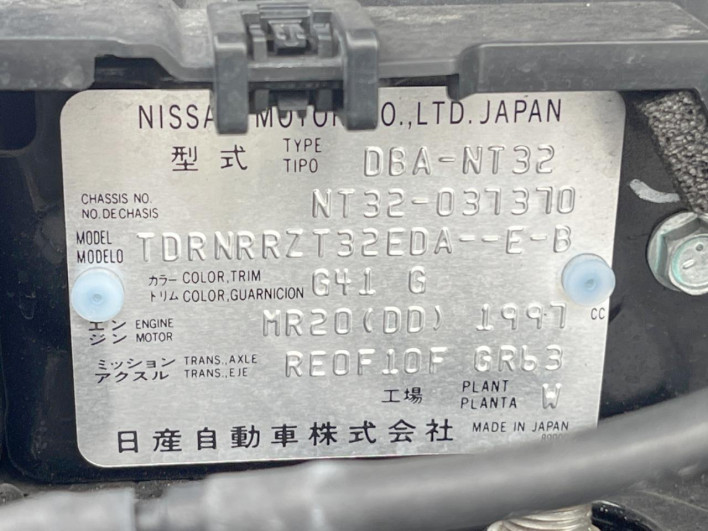 NISSAN MOTOR CO.,LTD. JAPAN
型式 TYPE TIPO DBA-NT32
CHASSIS NO. NO.DECHASIS NT32-037370
MODEL MODELO TDRNRRZT32EDA--E-B
カラー COLOR,TRIM トリム COLOR,GUARNICION G41 G
エンジン ENGINE MOTOR MR20(DD) 1997 CC
ミッション TRANS.,AXLE アクスル TRANS.,EJE RE0F10F GR63
工場 PLANT PLANTA W
日産自動車株式会社 MADE IN JAPAN